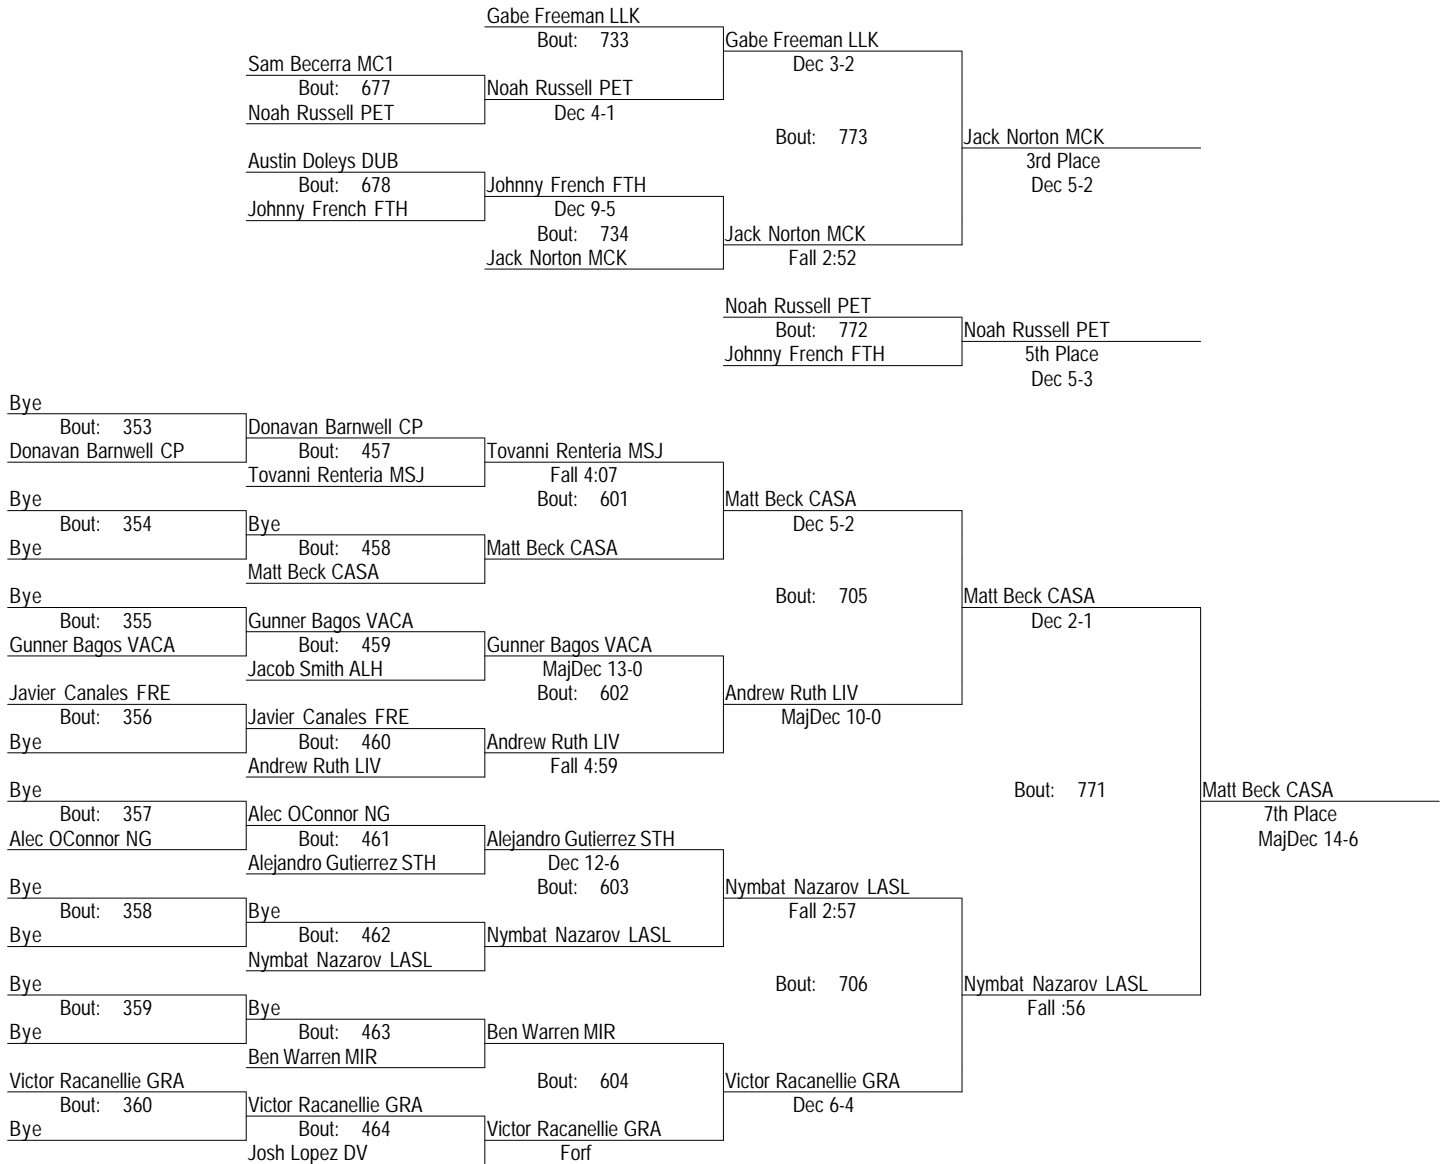 Gabe Freeman LLK
Bout: 733
Gabe Freeman LLK
Sam Becerra MC1
Dec 3-2
Bout: 677
Noah Russell PET
Noah Russell PET
Dec 4-1
Bout: 773
Jack Norton MCK
Austin Doleys DUB
3rd Place
Bout: 678
Johnny French FTH
Dec 5-2
Johnny French FTH
Dec 9-5
Bout: 734
Jack Norton MCK
Jack Norton MCK
Fall 2:52
Noah Russell PET
Bout: 772
Noah Russell PET
Johnny French FTH
5th Place
Dec 5-3
Bye
Bout: 353
Donavan Barnwell CP
Donavan Barnwell CP
Bout: 457
Tovanni Renteria MSJ
Tovanni Renteria MSJ
Fall 4:07
Bye
Bout: 601
Matt Beck CASA
Bout: 354
Bye
Dec 5-2
Bye
Bout: 458
Matt Beck CASA
Matt Beck CASA
Bye
Bout: 705
Matt Beck CASA
Bout: 355
Gunner Bagos VACA
Dec 2-1
Gunner Bagos VACA
Bout: 459
Gunner Bagos VACA
Jacob Smith ALH
MajDec 13-0
Javier Canales FRE
Bout: 602
Andrew Ruth LIV
Bout: 356
Javier Canales FRE
MajDec 10-0
Bye
Bout: 460
Andrew Ruth LIV
Andrew Ruth LIV
Fall 4:59
Bye
Bout: 771
Matt Beck CASA
Bout: 357
Alec OConnor NG
7th Place
Alec OConnor NG
Bout: 461
Alejandro Gutierrez STH
MajDec 14-6
Alejandro Gutierrez STH
Dec 12-6
Bye
Bout: 603
Nymbat Nazarov LASL
Bout: 358
Bye
Fall 2:57
Bye
Bout: 462
Nymbat Nazarov LASL
Nymbat Nazarov LASL
Bye
Bout: 706
Nymbat Nazarov LASL
Bout: 359
Bye
Fall :56
Bye
Bout: 463
Ben Warren MIR
Ben Warren MIR
Victor Racanellie GRA
Bout: 604
Victor Racanellie GRA
Bout: 360
Victor Racanellie GRA
Dec 6-4
Bye
Bout: 464
Victor Racanellie GRA
Josh Lopez DV
Forf